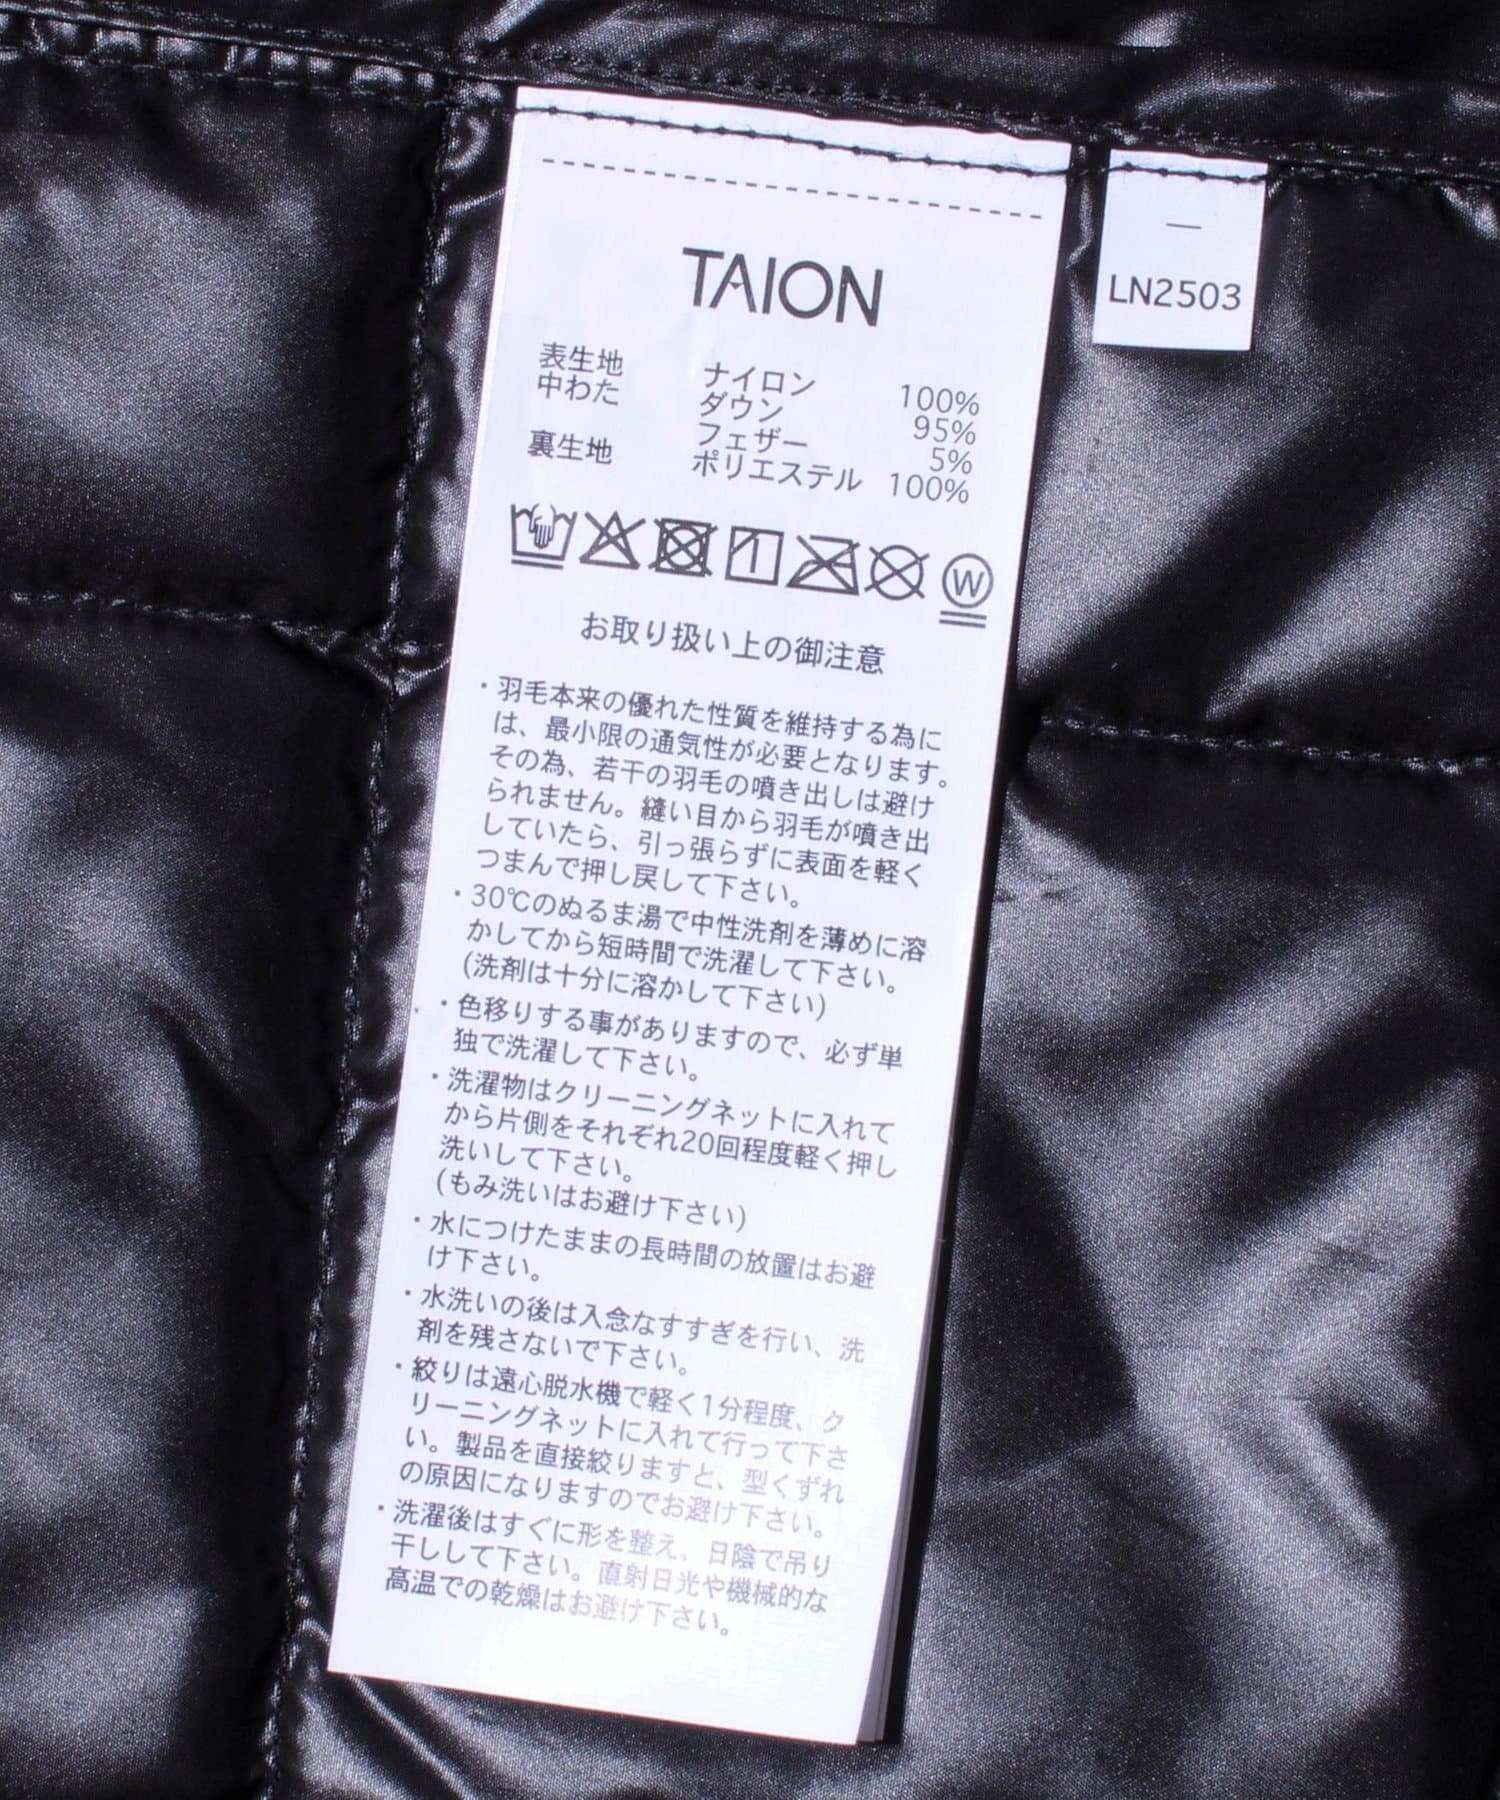 TAION
表生地 ナイロン 100%
中わた ダウン 95%
フェザー 5%
裏生地 ポリエステル 100%
W
お取り扱い上の御注意
・羽毛本来の優れた性質を維持する為に
は、最小限の通気性が必要となります。
その為、若干の羽毛の噴き出しは避け
られません。縫い目から羽毛が噴き出
していたら、引っ張らずに表面を軽く
つまんで押し戻して下さい。
・30℃のぬるま湯で中性洗剤を薄めに溶
かしてから短時間で洗濯して下さい。
(洗剤は十分に溶かして下さい)
・色移りする事がありますので、必ず単
独で洗濯して下さい。
・洗濯物はクリーニングネットに入れて
から片側をそれぞれ20回程度軽く押し
洗いして下さい。
(もみ洗いはお避け下さい)
・水につけたままの長時間の放置はお避
け下さい。
・水洗いの後は入念なすすぎを行い、洗
剤を残さないで下さい。
・絞りは遠心脱水機で軽く1分程度、ク
リーニングネットに入れて行って下さ
い。製品を直接絞りますと、型くずれ
の原因になりますのでお避け下さい。
・洗濯後はすぐに形を整え、日陰で吊り
干しして下さい。直射日光や機械的な
高温での乾燥はお避け下さい。
—
LN2503